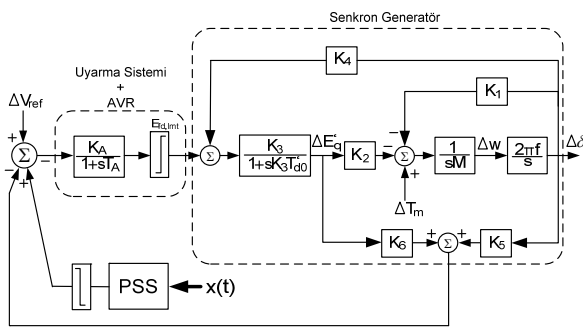 Senkron Generatör
Uyarma Sistemi
+
AVR
K4
K1
ΔVref
Efd,lmt
+
Σ
−
−
+
KA
1+sTA
Σ
K3
1+sK3T'd0
ΔE'q
K2
−
−
Σ
+
1
sM
Δw
2πf
s
Δδ
ΔTm
K6
+
Σ
+
K5
PSS
x(t)